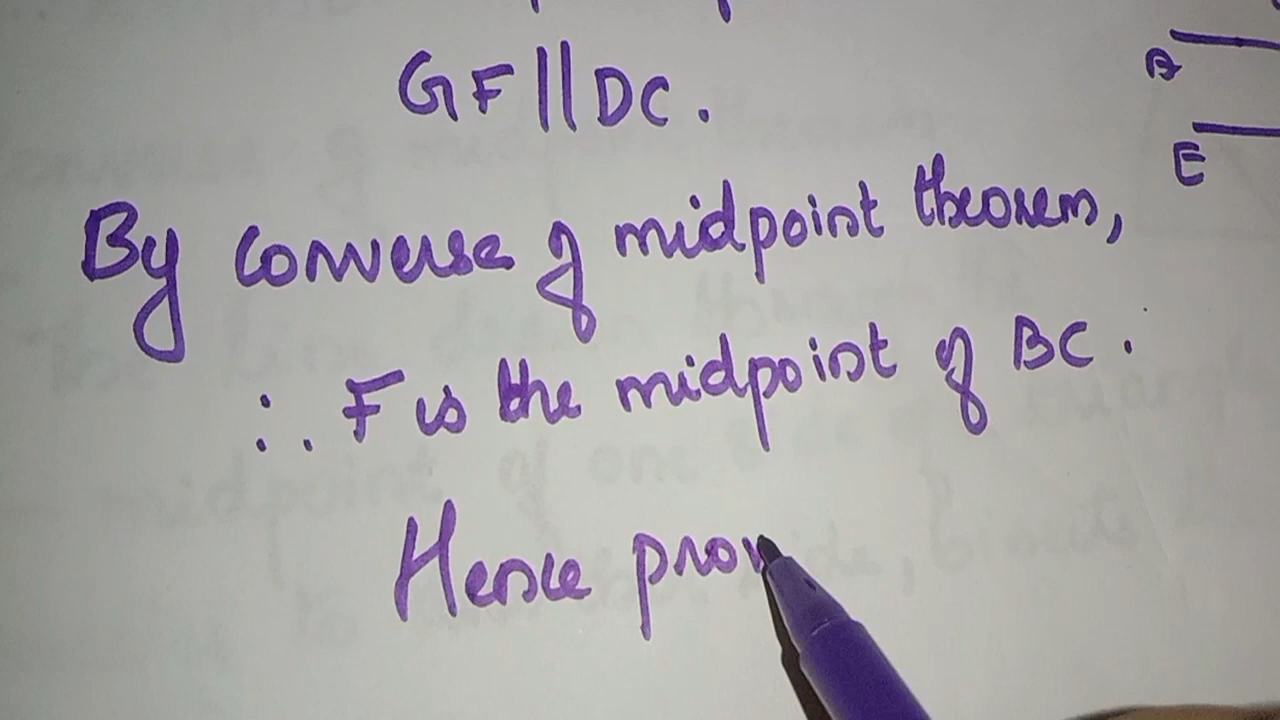 GF || DC.
A
E
By converse of midpoint theorem,
∴ F is the midpoint of BC.
Hence prov